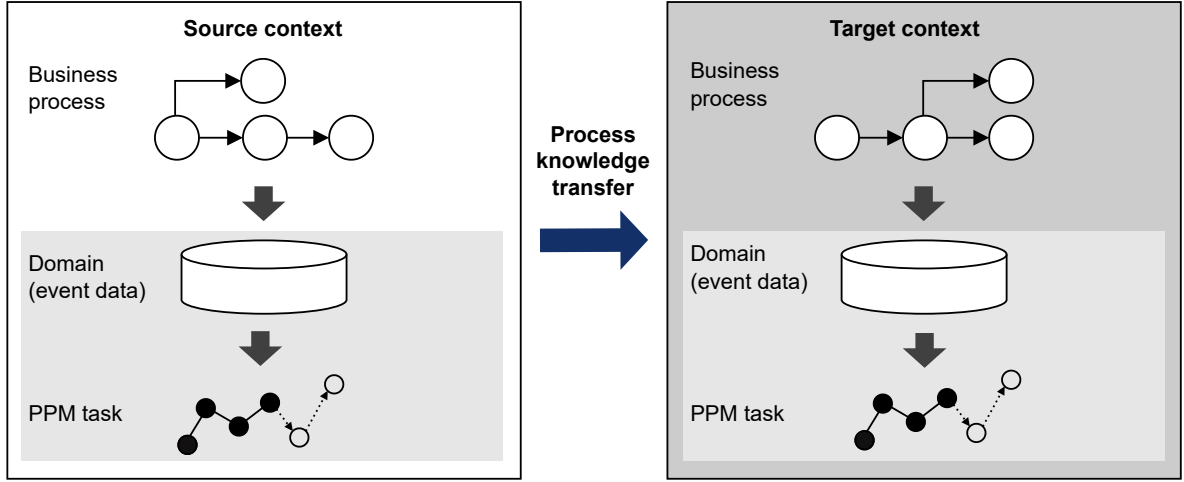 Source context
Business
process
Domain
(event data)
PPM task
Process
knowledge
transfer
Target context
Business
process
Domain
(event data)
PPM task